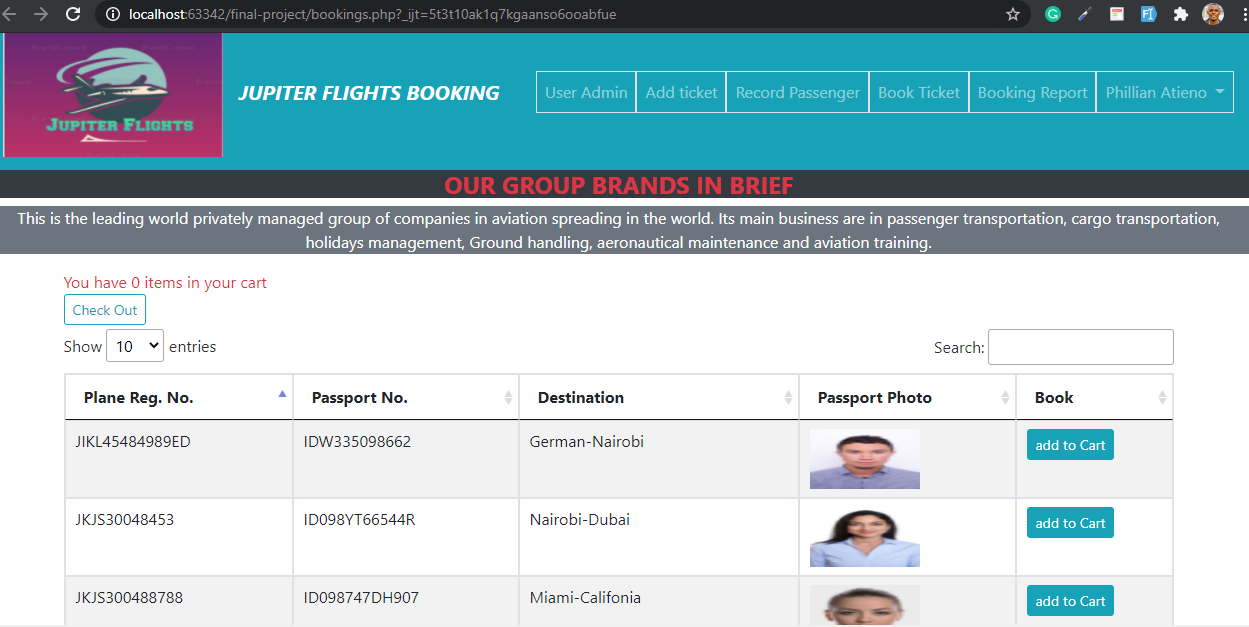 localhost:63342/final-project/bookings.php?_ijt=5t3t10ak1q7kgaanso6ooabfue
JUPITER FLIGHTS
JUPITER FLIGHTS BOOKING
User Admin
Add ticket
Record Passenger
Book Ticket
Booking Report
Phillian Atieno
OUR GROUP BRANDS IN BRIEF
This is the leading world privately managed group of companies in aviation spreading in the world. Its main business are in passenger transportation, cargo transportation,
holidays management, Ground handling, aeronautical maintenance and aviation training.
You have 0 items in your cart
Check Out
Show 10 entries
Search:
Plane Reg. No. Passport No. Destination Passport Photo Book
JIKL45484989ED IDW335098662 German-Nairobi add to Cart
JKJS30048453 ID098YT66544R Nairobi-Dubai add to Cart
JKJS300488788 ID098747DH907 Miami-Califonia add to Cart